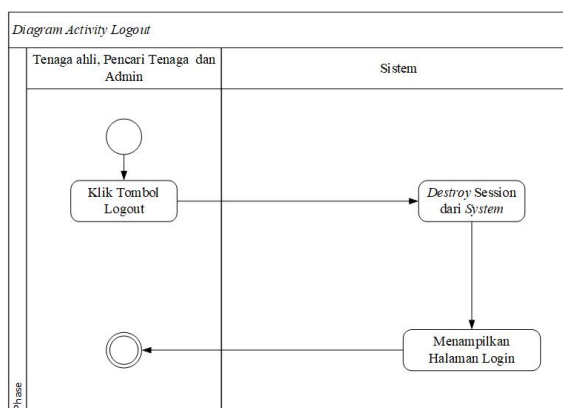 Diagram Activity Logout
Tenaga ahli, Pencari Tenaga dan
Admin
Sistem
Klik Tombol
Logout
Destroy Session
dari System
Menampilkan
Halaman Login
Phase